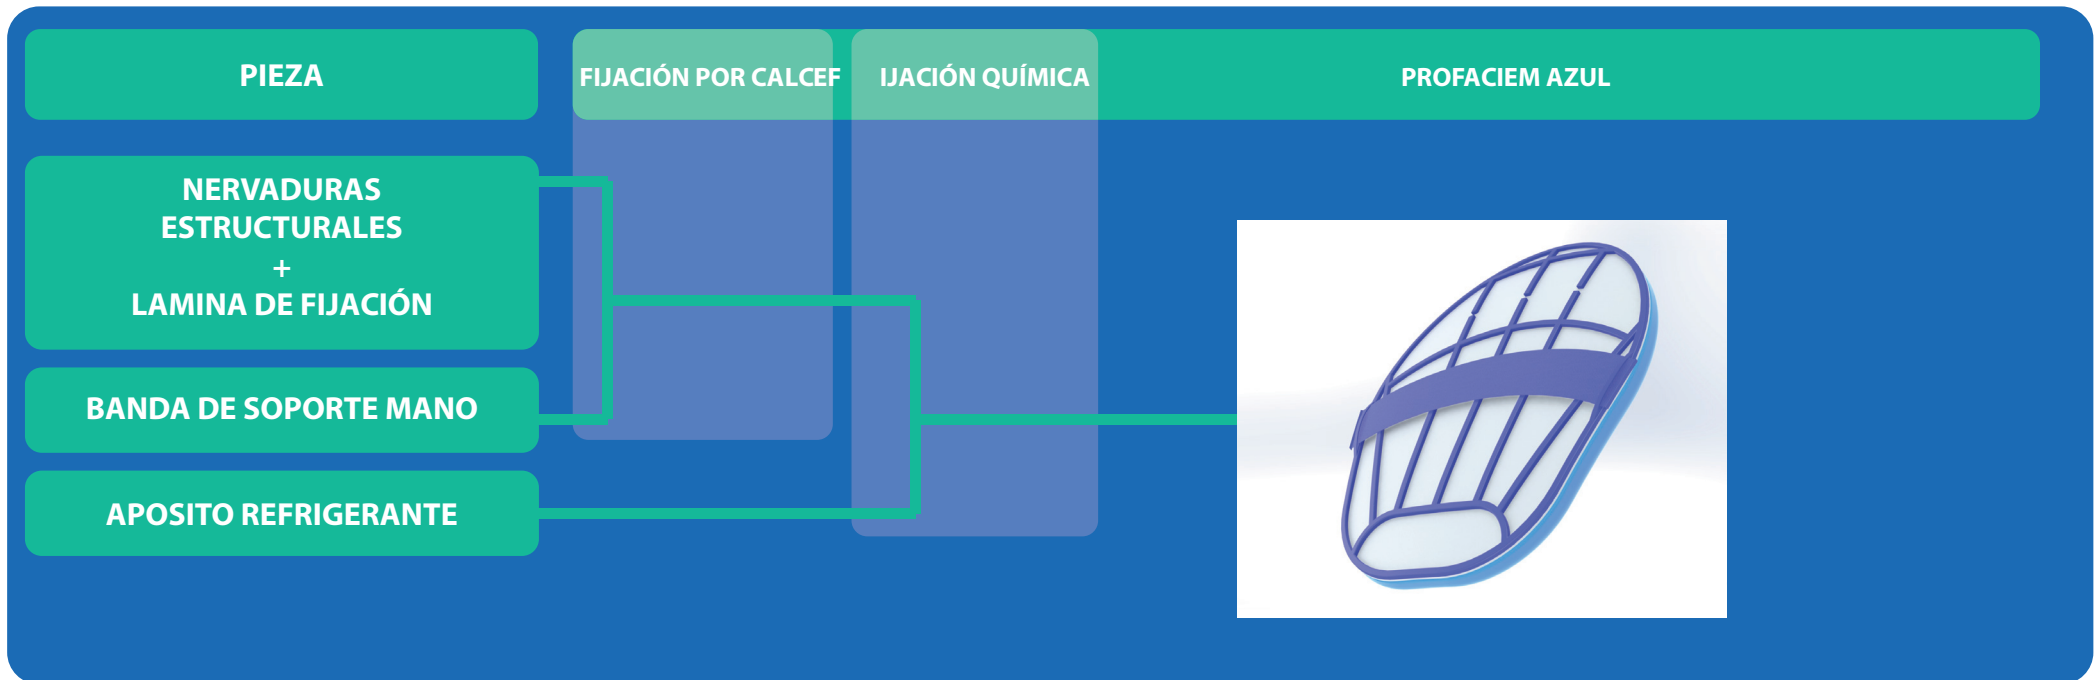 PIEZA
FIJACIÓN POR CALCEF
IJACIÓN QUÍMICA
PROFACIEM AZUL
NERVADURAS
ESTRUCTURALES
+
LAMINA DE FIJACIÓN
BANDA DE SOPORTE MANO
APOSITO REFRIGERANTE